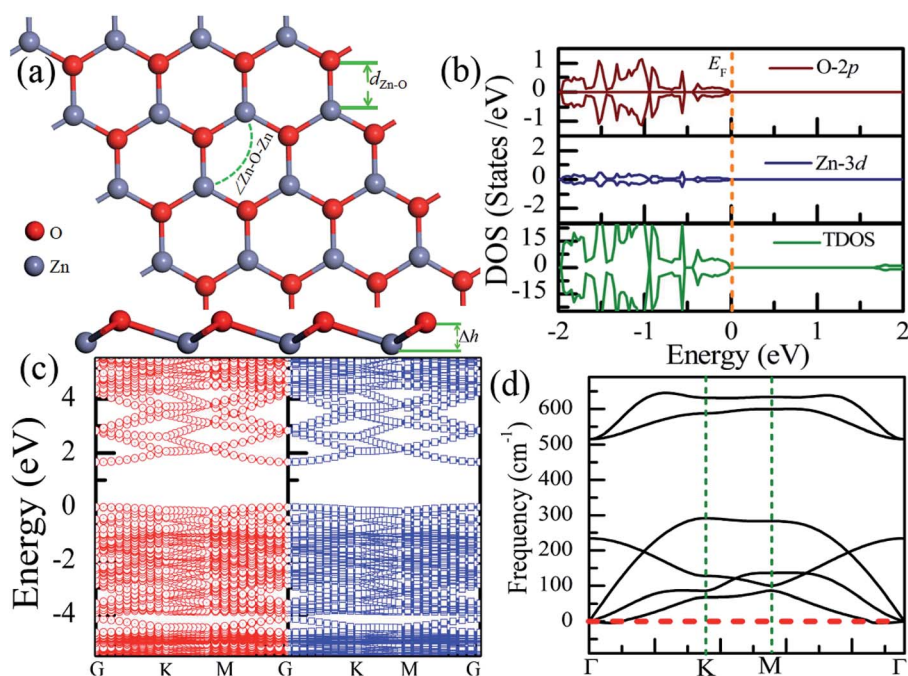 (a)
d_Zn-O
∠Zn-O-Zn
O
Zn
Δh
(b)
E_F
O-2p
Zn-3d
TDOS
DOS (States /eV)
1
0
-1
2
0
-2
15
0
-15
-2 -1 0 1 2
Energy (eV)
(c)
Energy (eV)
4
2
0
-2
-4
G K M G K M G
(d)
Frequency (cm⁻¹)
600
500
400
300
200
100
0
Γ K M Γ